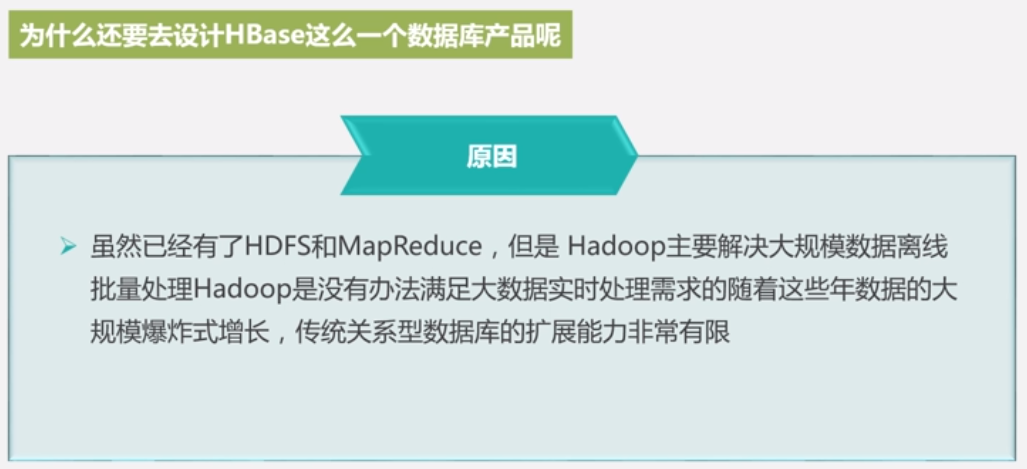 为什么还要去设计HBase这么一个数据库产品呢
原因
虽然已经有了HDFS和MapReduce，但是 Hadoop主要解决大规模数据离线
批量处理Hadoop是没有办法满足大数据实时处理需求的随着这些年数据的大
规模爆炸式增长，传统关系型数据库的扩展能力非常有限